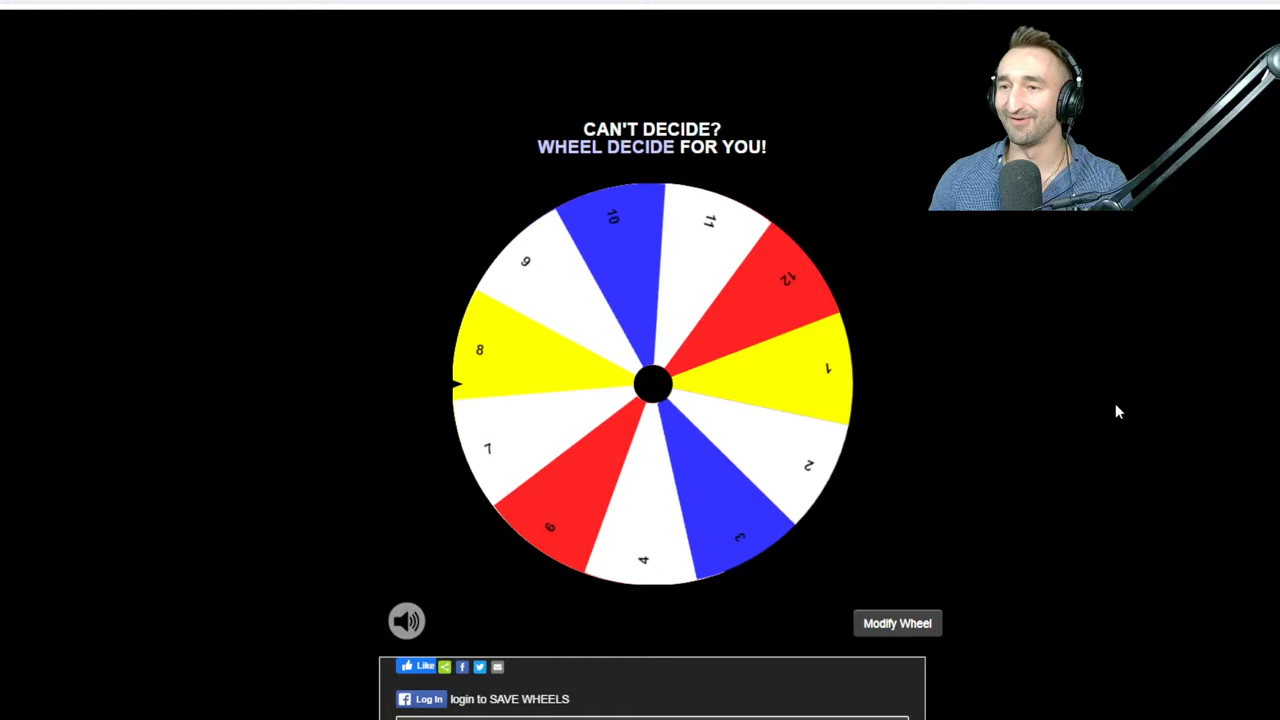 CAN'T DECIDE?
WHEEL DECIDE FOR YOU!
10
11
12
1
2
3
4
6
7
8
9
Modify Wheel
Like
f Log In login to SAVE WHEELS